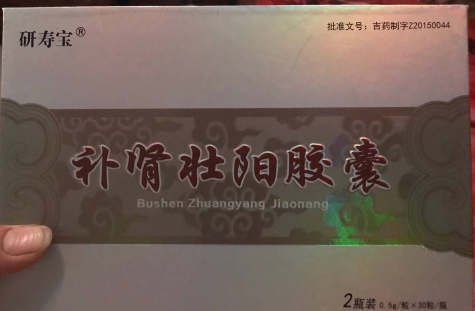 研寿宝®
批准文号：吉药制字Z20150044
补肾壮阳胶囊
Bushen Zhuangyang Jiaonang
2瓶装 0.5g/粒×30粒/瓶